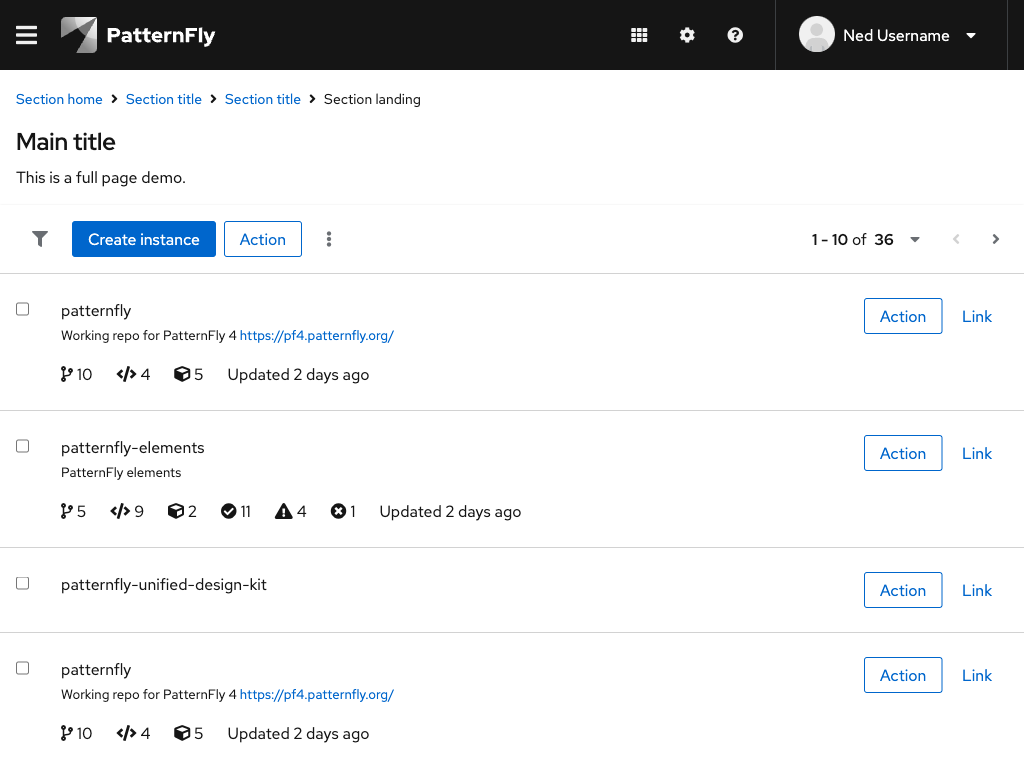 PatternFly
Ned Username
Section home Section title Section title Section landing
Main title
This is a full page demo.
Create instance Action 1 - 10 of 36
patternfly Action Link
Working repo for PatternFly 4 https://pf4.patternfly.org/
10 4 5 Updated 2 days ago
patternfly-elements Action Link
PatternFly elements
5 9 2 11 4 1 Updated 2 days ago
patternfly-unified-design-kit Action Link
patternfly Action Link
Working repo for PatternFly 4 https://pf4.patternfly.org/
10 4 5 Updated 2 days ago